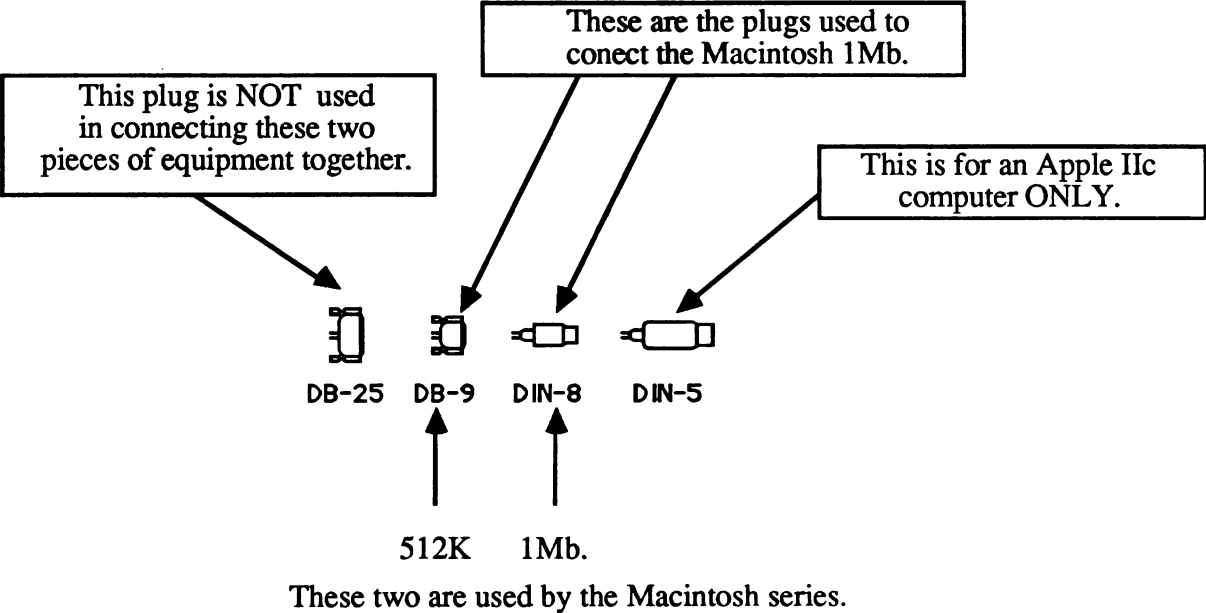 These are the plugs used to
conect the Macintosh 1Mb.
This plug is NOT used
in connecting these two
pieces of equipment together.
This is for an Apple IIc
computer ONLY.
DB-25 DB-9 DIN-8 DIN-5
512K 1Mb.
These two are used by the Macintosh series.